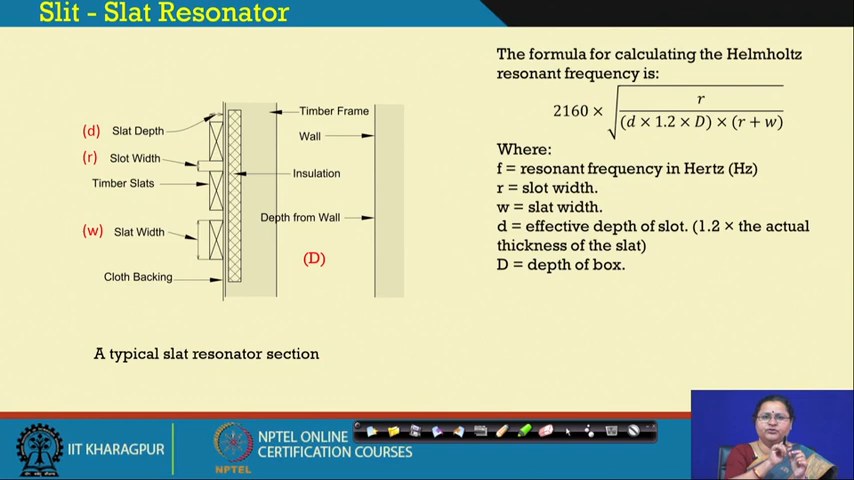 Slit - Slat Resonator
The formula for calculating the Helmholtz
resonant frequency is:
2160 × √ r / (d × 1.2 × D) × (r + w)
Where:
f = resonant frequency in Hertz (Hz)
r = slot width.
w = slat width.
d = effective depth of slot. (1.2 × the actual
thickness of the slat)
D = depth of box.
(d) Slat Depth
(r) Slot Width
Timber Slats
(w) Slat Width
Cloth Backing
Timber Frame
Wall
Insulation
Depth from Wall
(D)
A typical slat resonator section
IIT KHARAGPUR
NPTEL
NPTEL ONLINE
CERTIFICATION COURSES